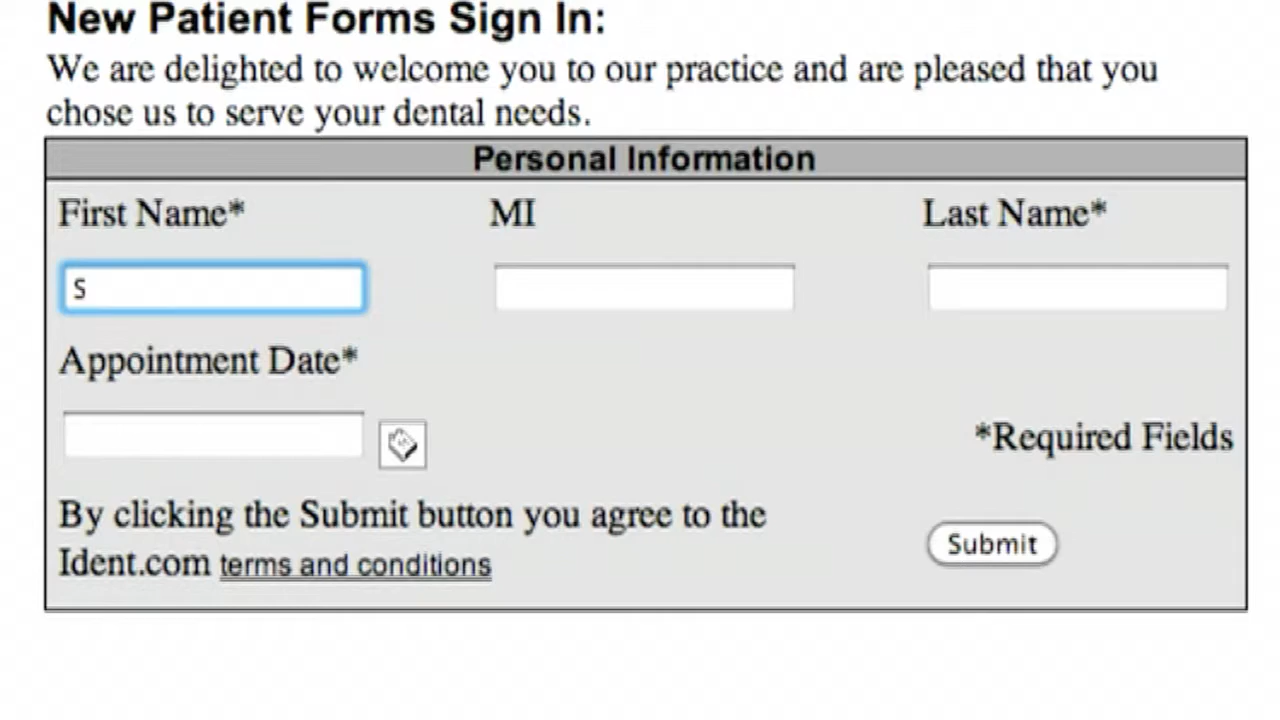 New Patient Forms Sign In:
We are delighted to welcome you to our practice and are pleased that you
chose us to serve your dental needs.
Personal Information
First Name* MI Last Name*
S
Appointment Date*
*Required Fields
By clicking the Submit button you agree to the
Ident.com terms and conditions
Submit